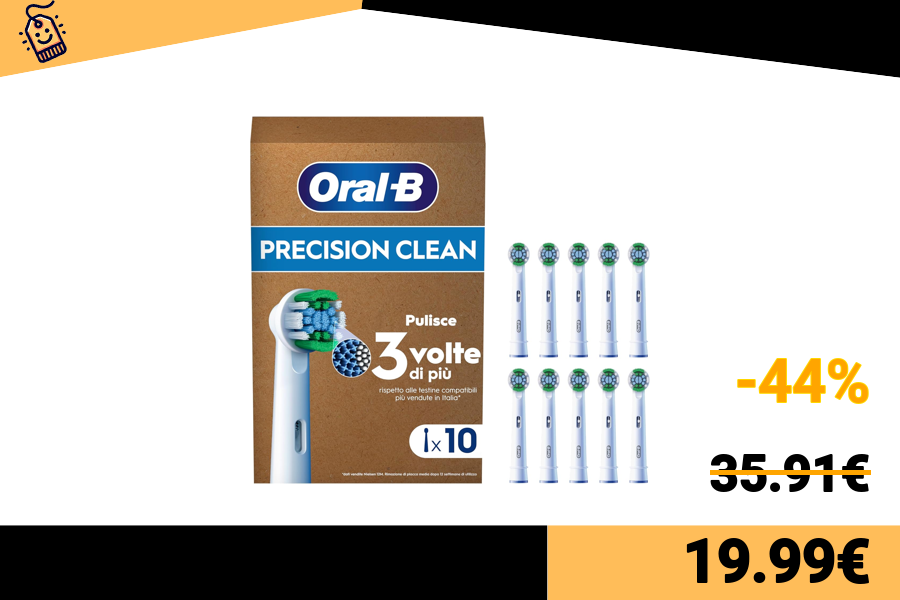 Oral-B
PRECISION CLEAN
Pulisce
3 volte
di più
rispetto alle testine compatibili
più vendute in Italia*
x10
-44%
35.91€
19.99€